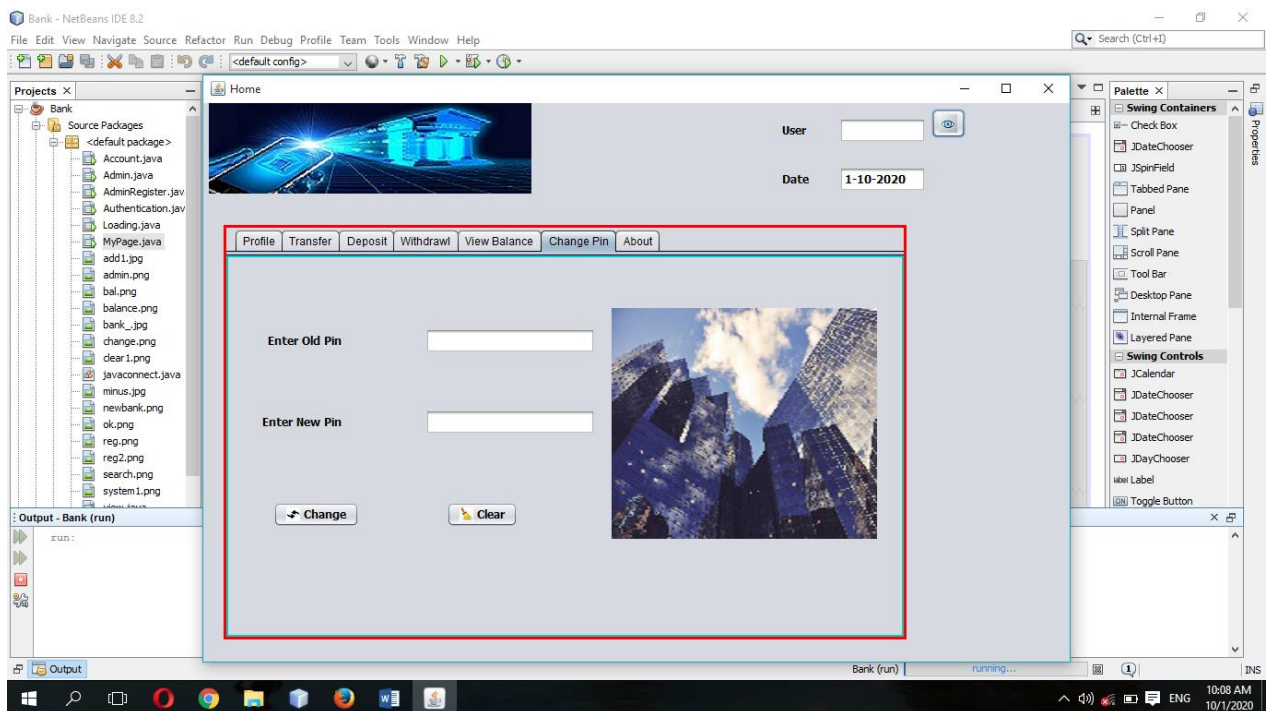 Bank - NetBeans IDE 8.2
File Edit View Navigate Source Refactor Run Debug Profile Team Tools Window Help
Search (Ctrl+I)
<default config>
Projects
Bank
Source Packages
<default package>
Account.java
Admin.java
AdminRegister.jav
Authentication.jav
Loading.java
MyPage.java
add1.jpg
admin.png
bal.png
balance.png
bank_.jpg
change.png
clear1.png
javaconnect.java
minus.jpg
newbank.png
ok.png
reg.png
reg2.png
search.png
system1.png
view.java
Home
User
Date 1-10-2020
Profile Transfer Deposit Withdrawl View Balance Change Pin About
Enter Old Pin
Enter New Pin
Change Clear
Palette
Swing Containers
Check Box
JDateChooser
JSpinField
Tabbed Pane
Panel
Split Pane
Scroll Pane
Tool Bar
Desktop Pane
Internal Frame
Layered Pane
Swing Controls
JCalendar
JDateChooser
JDateChooser
JDateChooser
JDayChooser
label Label
ON Toggle Button
Properties
Output - Bank (run)
run:
Output
Bank (run) running...
1
INS
ENG
10:08 AM
10/1/2020